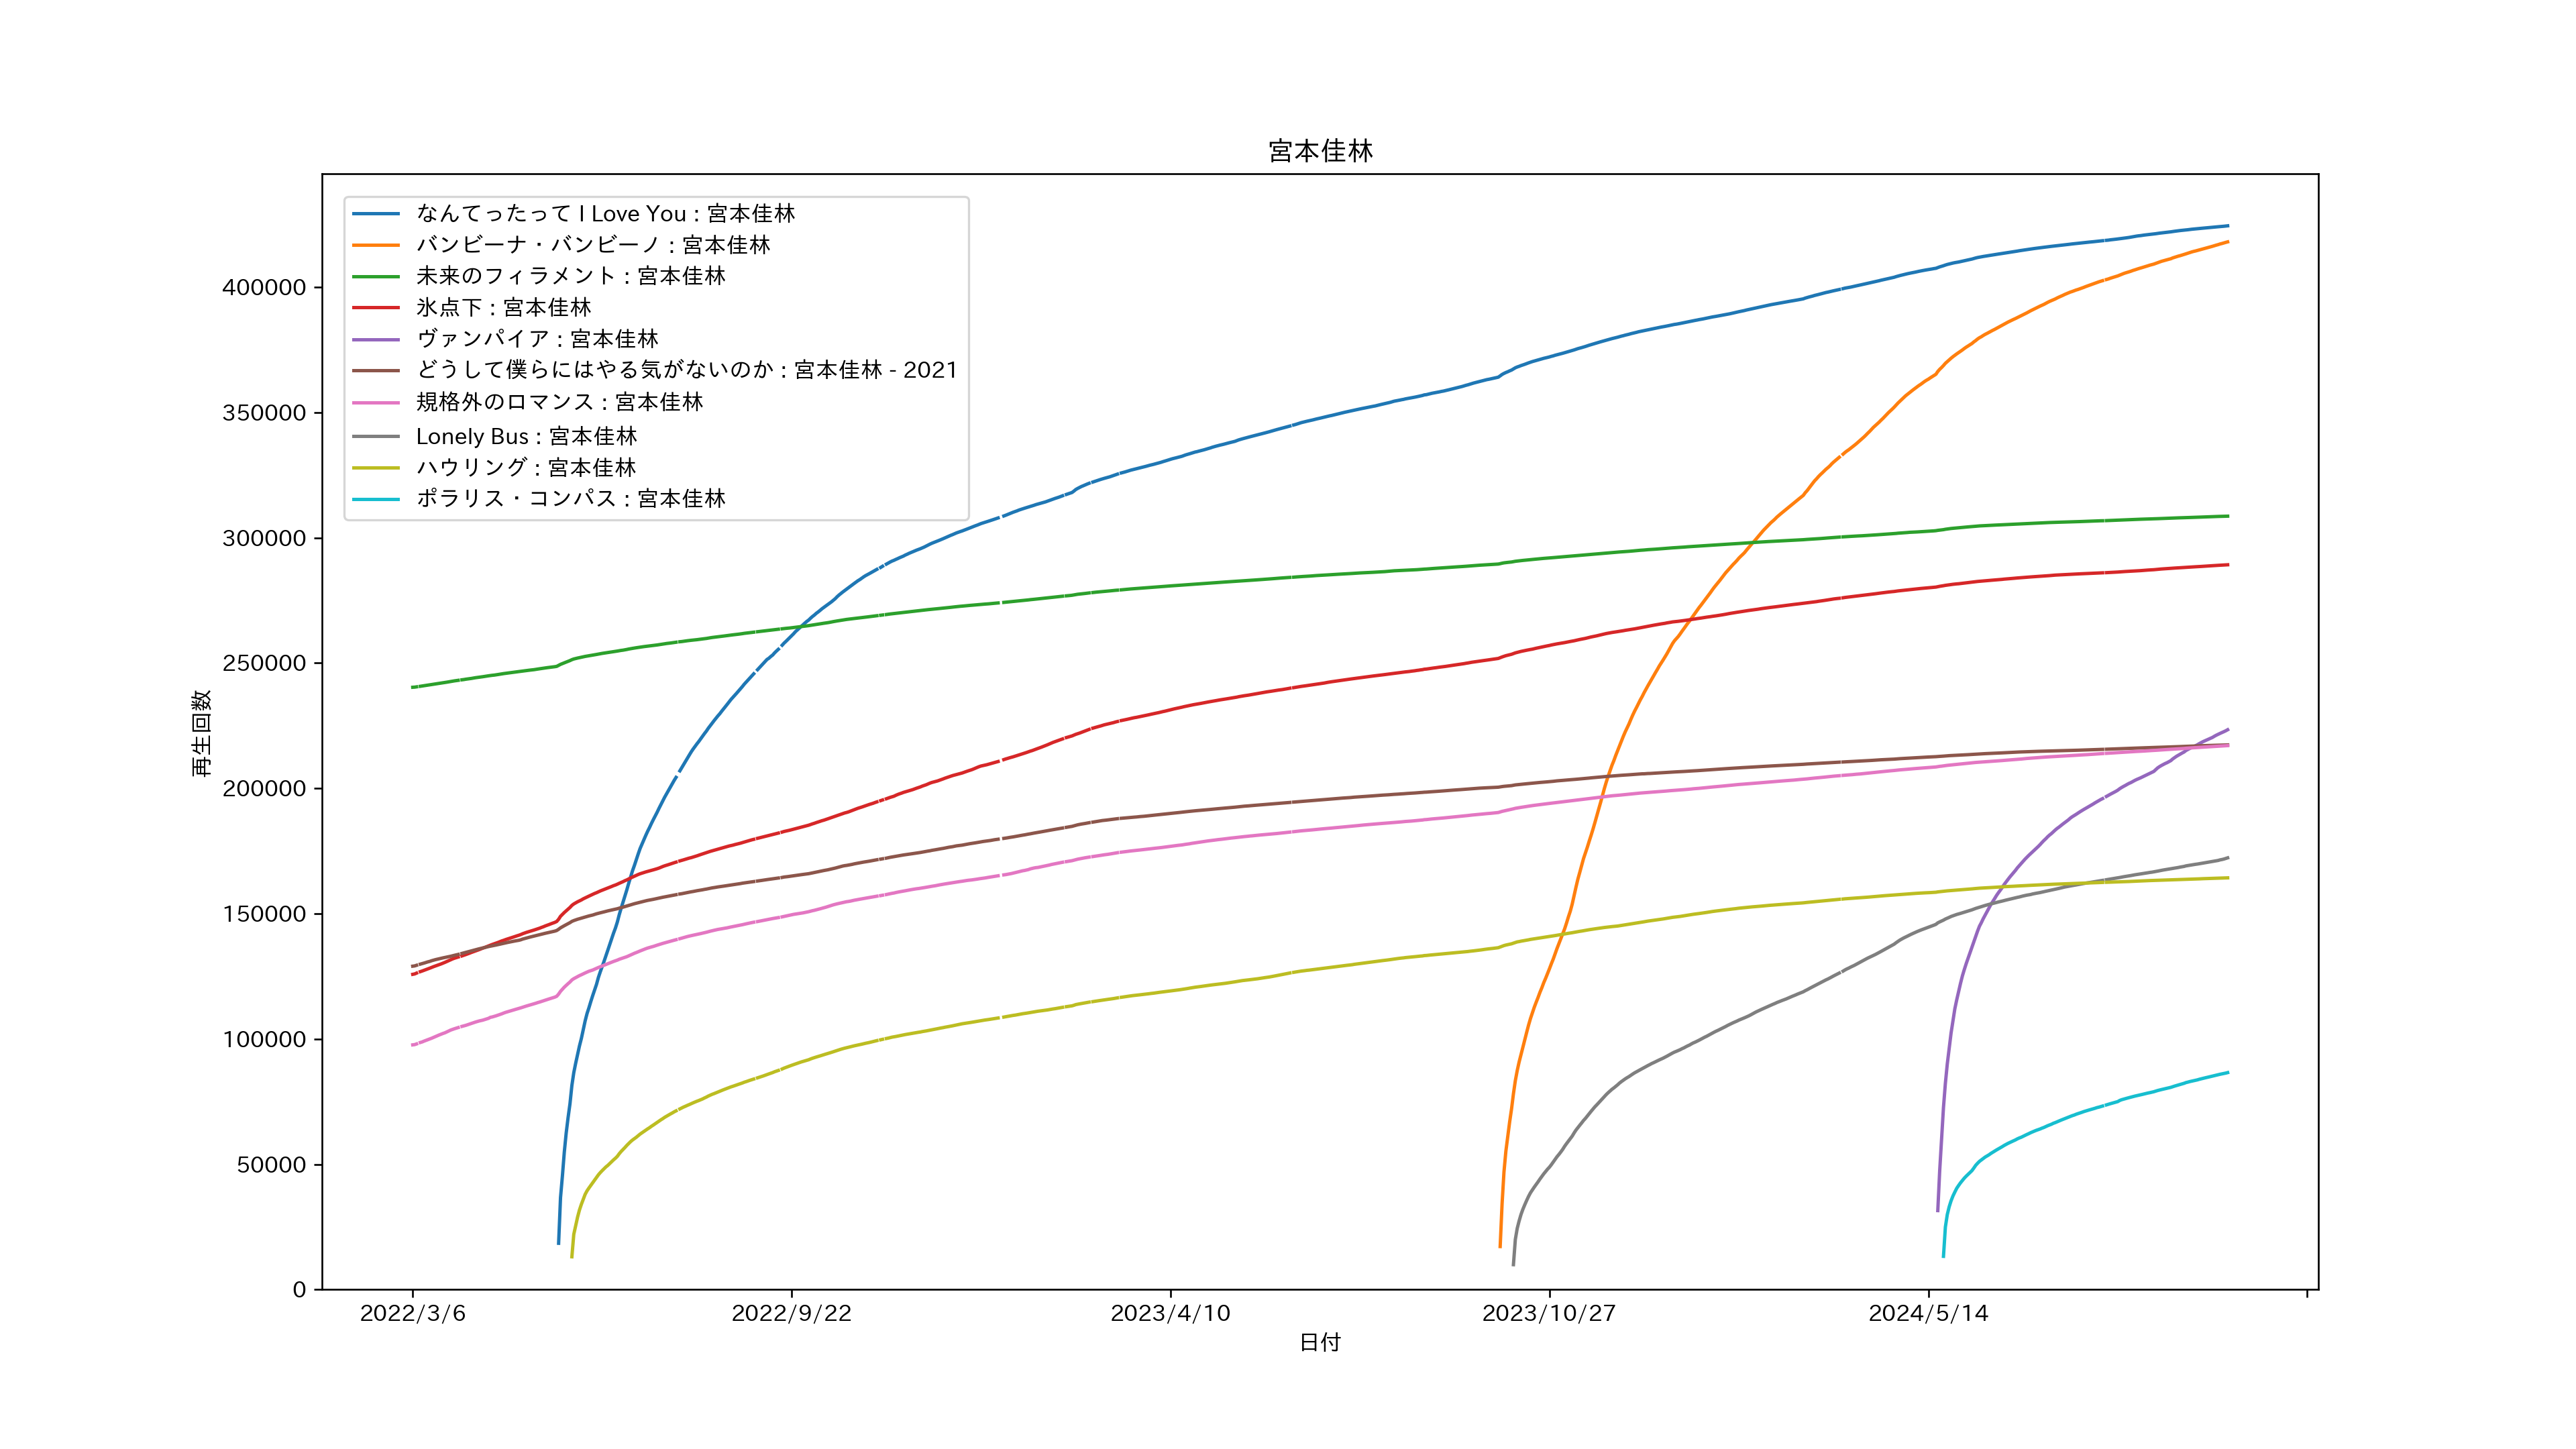 宮本佳林
なんてったって I Love You : 宮本佳林
バンビーナ・バンビーノ : 宮本佳林
未来のフィラメント : 宮本佳林
氷点下 : 宮本佳林
ヴァンパイア : 宮本佳林
どうして僕らにはやる気がないのか : 宮本佳林 - 2021
規格外のロマンス : 宮本佳林
Lonely Bus : 宮本佳林
ハウリング : 宮本佳林
ポラリス・コンパス : 宮本佳林
400000
350000
300000
250000
200000
150000
100000
50000
0
再生回数
2022/3/6
2022/9/22
2023/4/10
2023/10/27
2024/5/14
日付